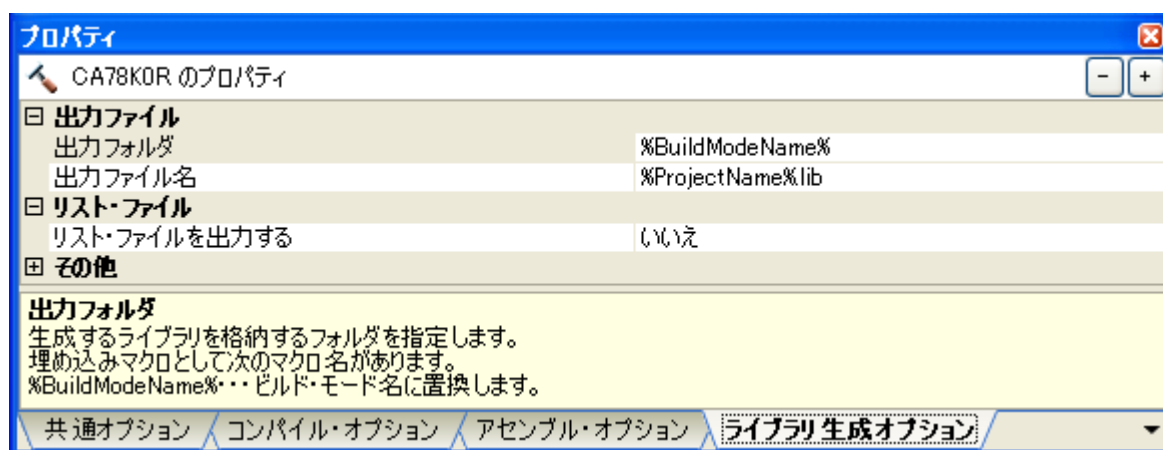 プロパティ
CA78K0R のプロパティ
出力ファイル
出力フォルダ %BuildModeName%
出力ファイル名 %ProjectName%.lib
リスト・ファイル
リスト・ファイルを出力する いいえ
その他
出力フォルダ
生成するライブラリを格納するフォルダを指定します。
埋め込みマクロとして次のマクロ名があります。
%BuildModeName%・・・ビルド・モード名に置換します。
共通オプション コンパイル・オプション アセンブル・オプション ライブラリ生成オプション